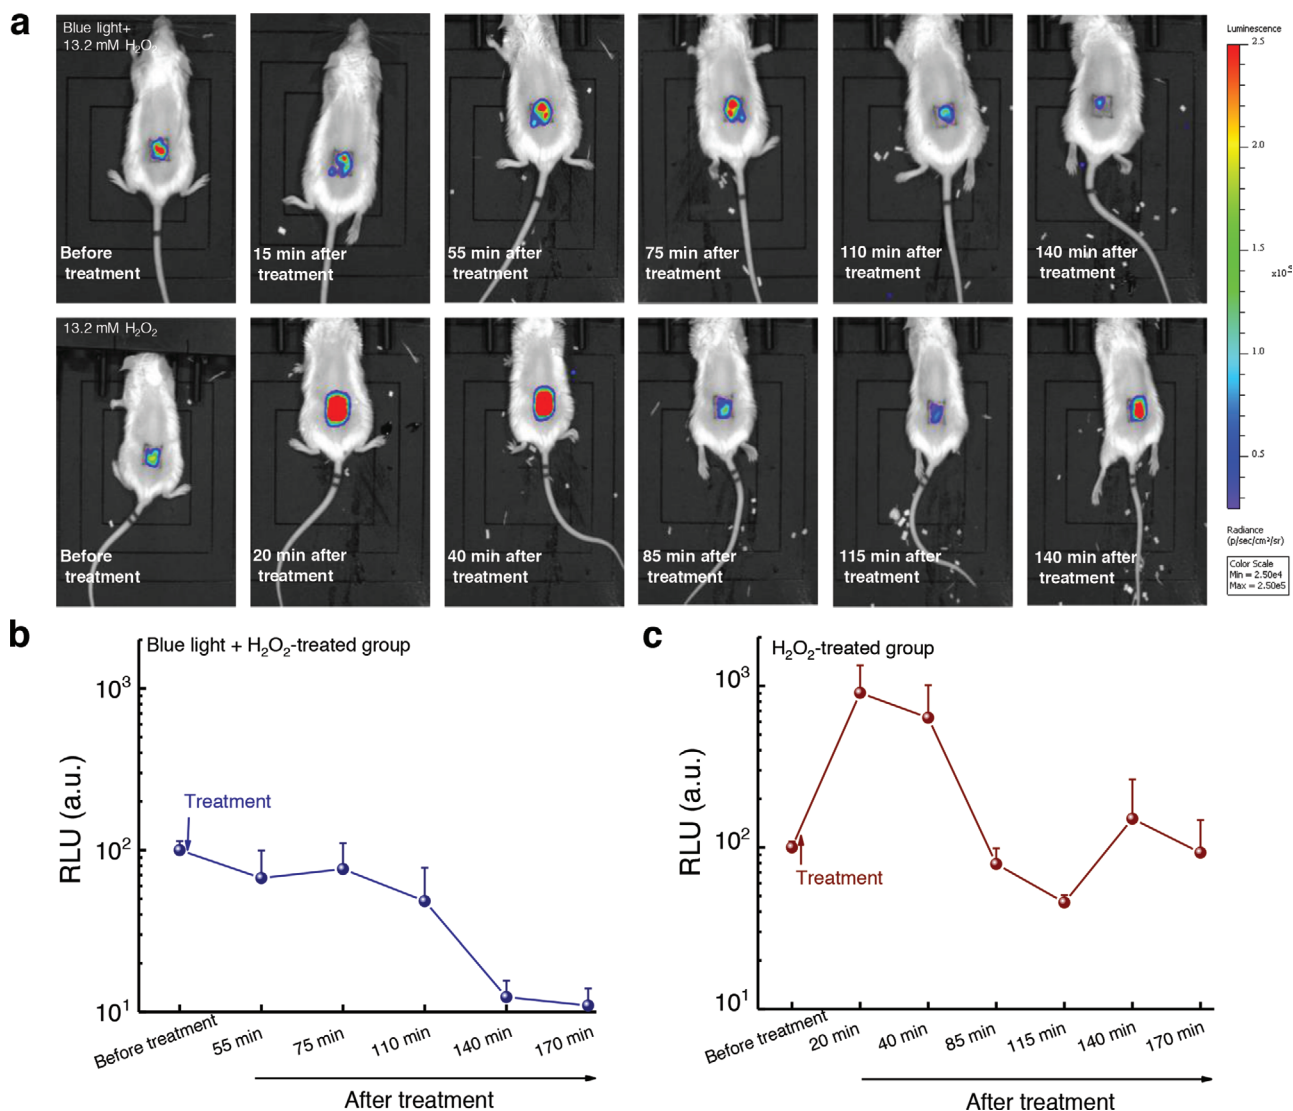 a
Blue light+
13.2 mM H₂O₂
Before
treatment
15 min after
treatment
55 min after
treatment
75 min after
treatment
110 min after
treatment
140 min after
treatment
13.2 mM H₂O₂
Before
treatment
20 min after
treatment
40 min after
treatment
85 min after
treatment
115 min after
treatment
140 min after
treatment
Luminescence
2.5
2.0
1.5
1.0
0.5
Radiance
(p/sec/cm²/sr)
Color Scale
Min = 2.50e4
Max = 2.50e5
b
Blue light + H₂O₂-treated group
RLU (a.u.)
10³
10²
10¹
Treatment
Before treatment
55 min
75 min
110 min
140 min
170 min
After treatment
c
H₂O₂-treated group
RLU (a.u.)
10³
10²
10¹
Treatment
Before treatment
20 min
40 min
85 min
115 min
140 min
170 min
After treatment